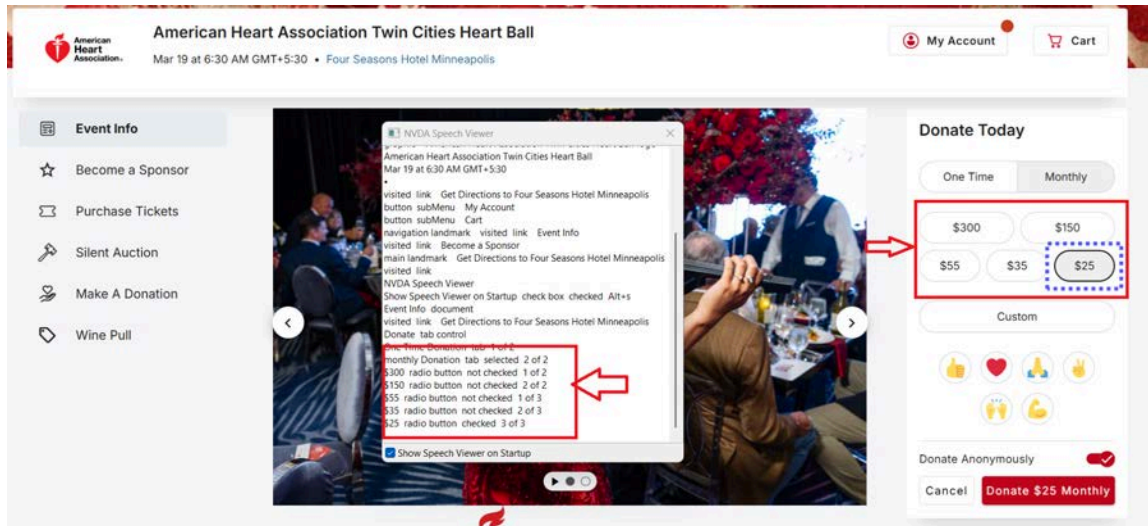 American
Heart
Association.
American Heart Association Twin Cities Heart Ball
Mar 19 at 6:30 AM GMT+5:30 • Four Seasons Hotel Minneapolis
My Account
Cart
Event Info
Become a Sponsor
Purchase Tickets
Silent Auction
Make A Donation
Wine Pull
NVDA Speech Viewer
American Heart Association Twin Cities Heart Ball
Mar 19 at 6:30 AM GMT+5:30
•
visited link Get Directions to Four Seasons Hotel Minneapolis
button subMenu My Account
button subMenu Cart
navigation landmark visited link Event Info
visited link Become a Sponsor
main landmark Get Directions to Four Seasons Hotel Minneapolis
visited link
NVDA Speech Viewer
Show Speech Viewer on Startup check box checked Alt+s
Event Info document
visited link Get Directions to Four Seasons Hotel Minneapolis
Donate tab control
One Time Donation tab 1 of 2
monthly Donation tab selected 2 of 2
$300 radio button not checked 1 of 2
$150 radio button not checked 2 of 2
$55 radio button not checked 1 of 3
$35 radio button not checked 2 of 3
$25 radio button checked 3 of 3
Show Speech Viewer on Startup
Donate Today
One Time Monthly
$300 $150
$55 $35 $25
Custom
Donate Anonymously
Cancel Donate $25 Monthly